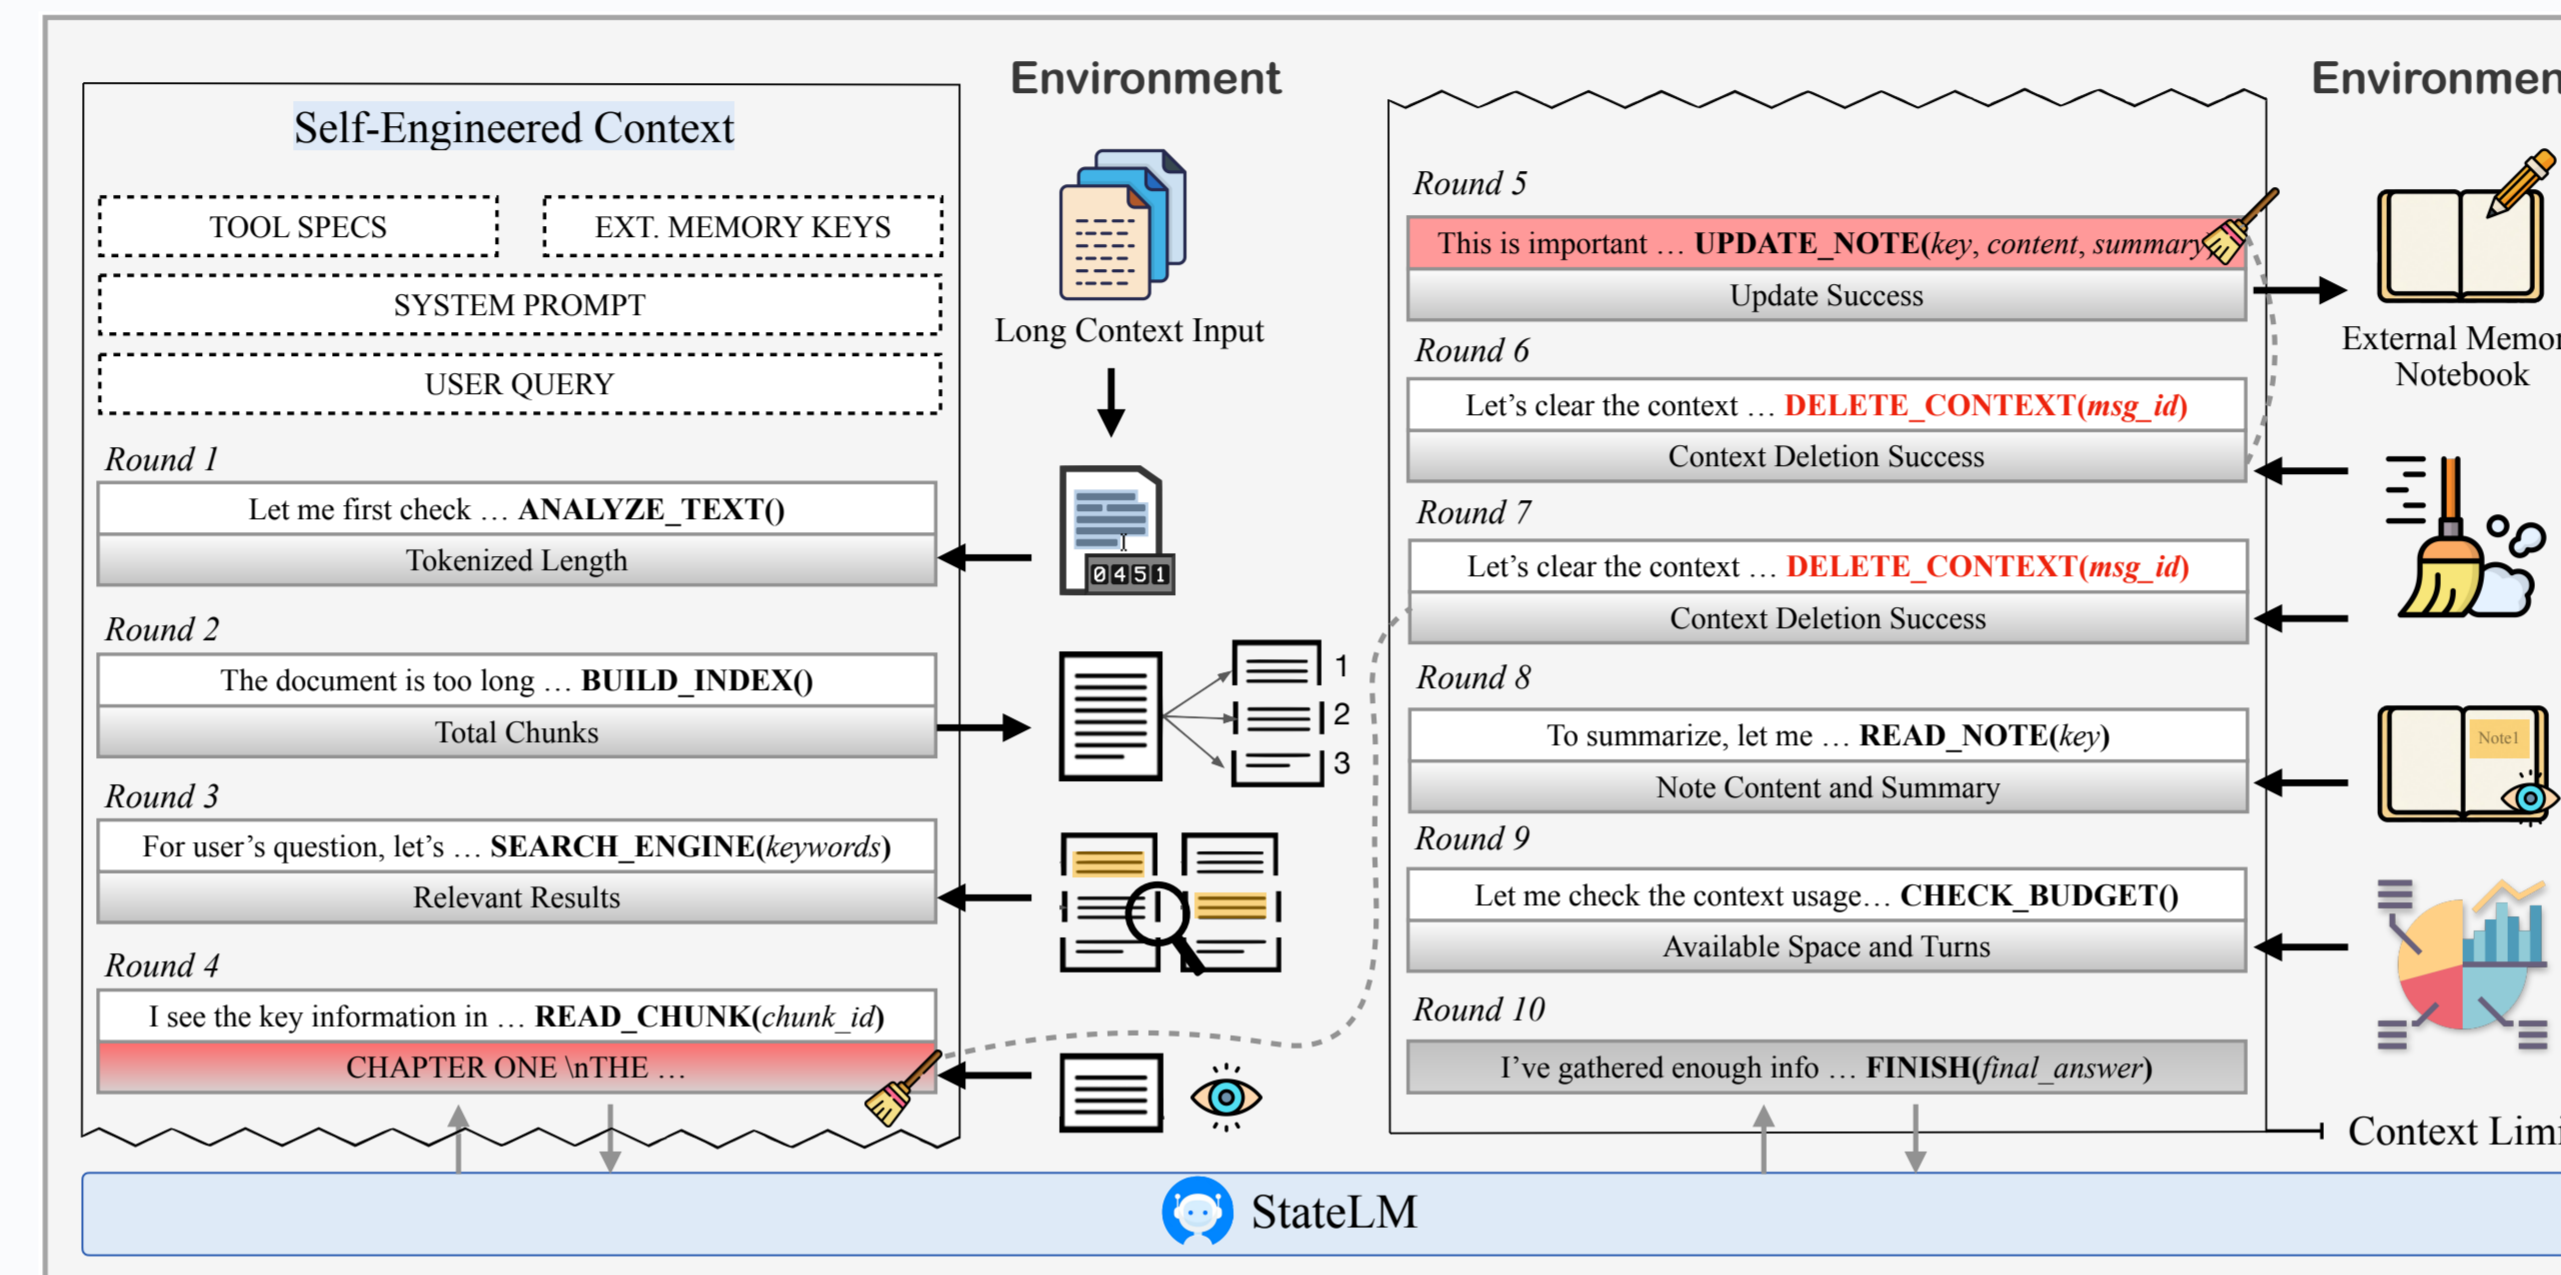 Environment
Environmen
Self-Engineered Context
TOOL SPECS
EXT. MEMORY KEYS
SYSTEM PROMPT
USER QUERY
Round 1
Let me first check … ANALYZE_TEXT()
Tokenized Length
Round 2
The document is too long … BUILD_INDEX()
Total Chunks
Round 3
For user’s question, let’s … SEARCH_ENGINE(keywords)
Relevant Results
Round 4
I see the key information in … READ_CHUNK(chunk_id)
CHAPTER ONE \nTHE …
Long Context Input
0451
1
2
3
Round 5
This is important … UPDATE_NOTE(key, content, summary
Update Success
Round 6
Let’s clear the context … DELETE_CONTEXT(msg_id)
Context Deletion Success
Round 7
Let’s clear the context … DELETE_CONTEXT(msg_id)
Context Deletion Success
Round 8
To summarize, let me … READ_NOTE(key)
Note Content and Summary
Round 9
Let me check the context usage… CHECK_BUDGET()
Available Space and Turns
Round 10
I’ve gathered enough info … FINISH(final_answer)
External Memor
Notebook
Note1
Context Limi
StateLM